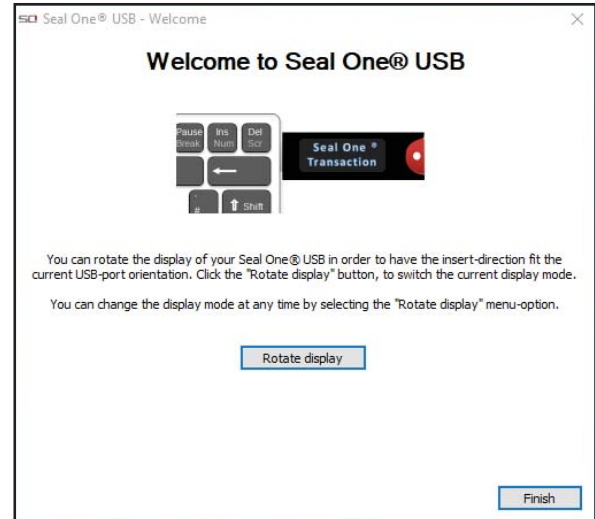 SO Seal One® USB - Welcome
Welcome to Seal One® USB
Pause Ins Del
Break Num Scr
Seal One ®
Transaction
# Shift
You can rotate the display of your Seal One® USB in order to have the insert-direction fit the
current USB-port orientation. Click the "Rotate display" button, to switch the current display mode.
You can change the display mode at any time by selecting the "Rotate display" menu-option.
Rotate display
Finish